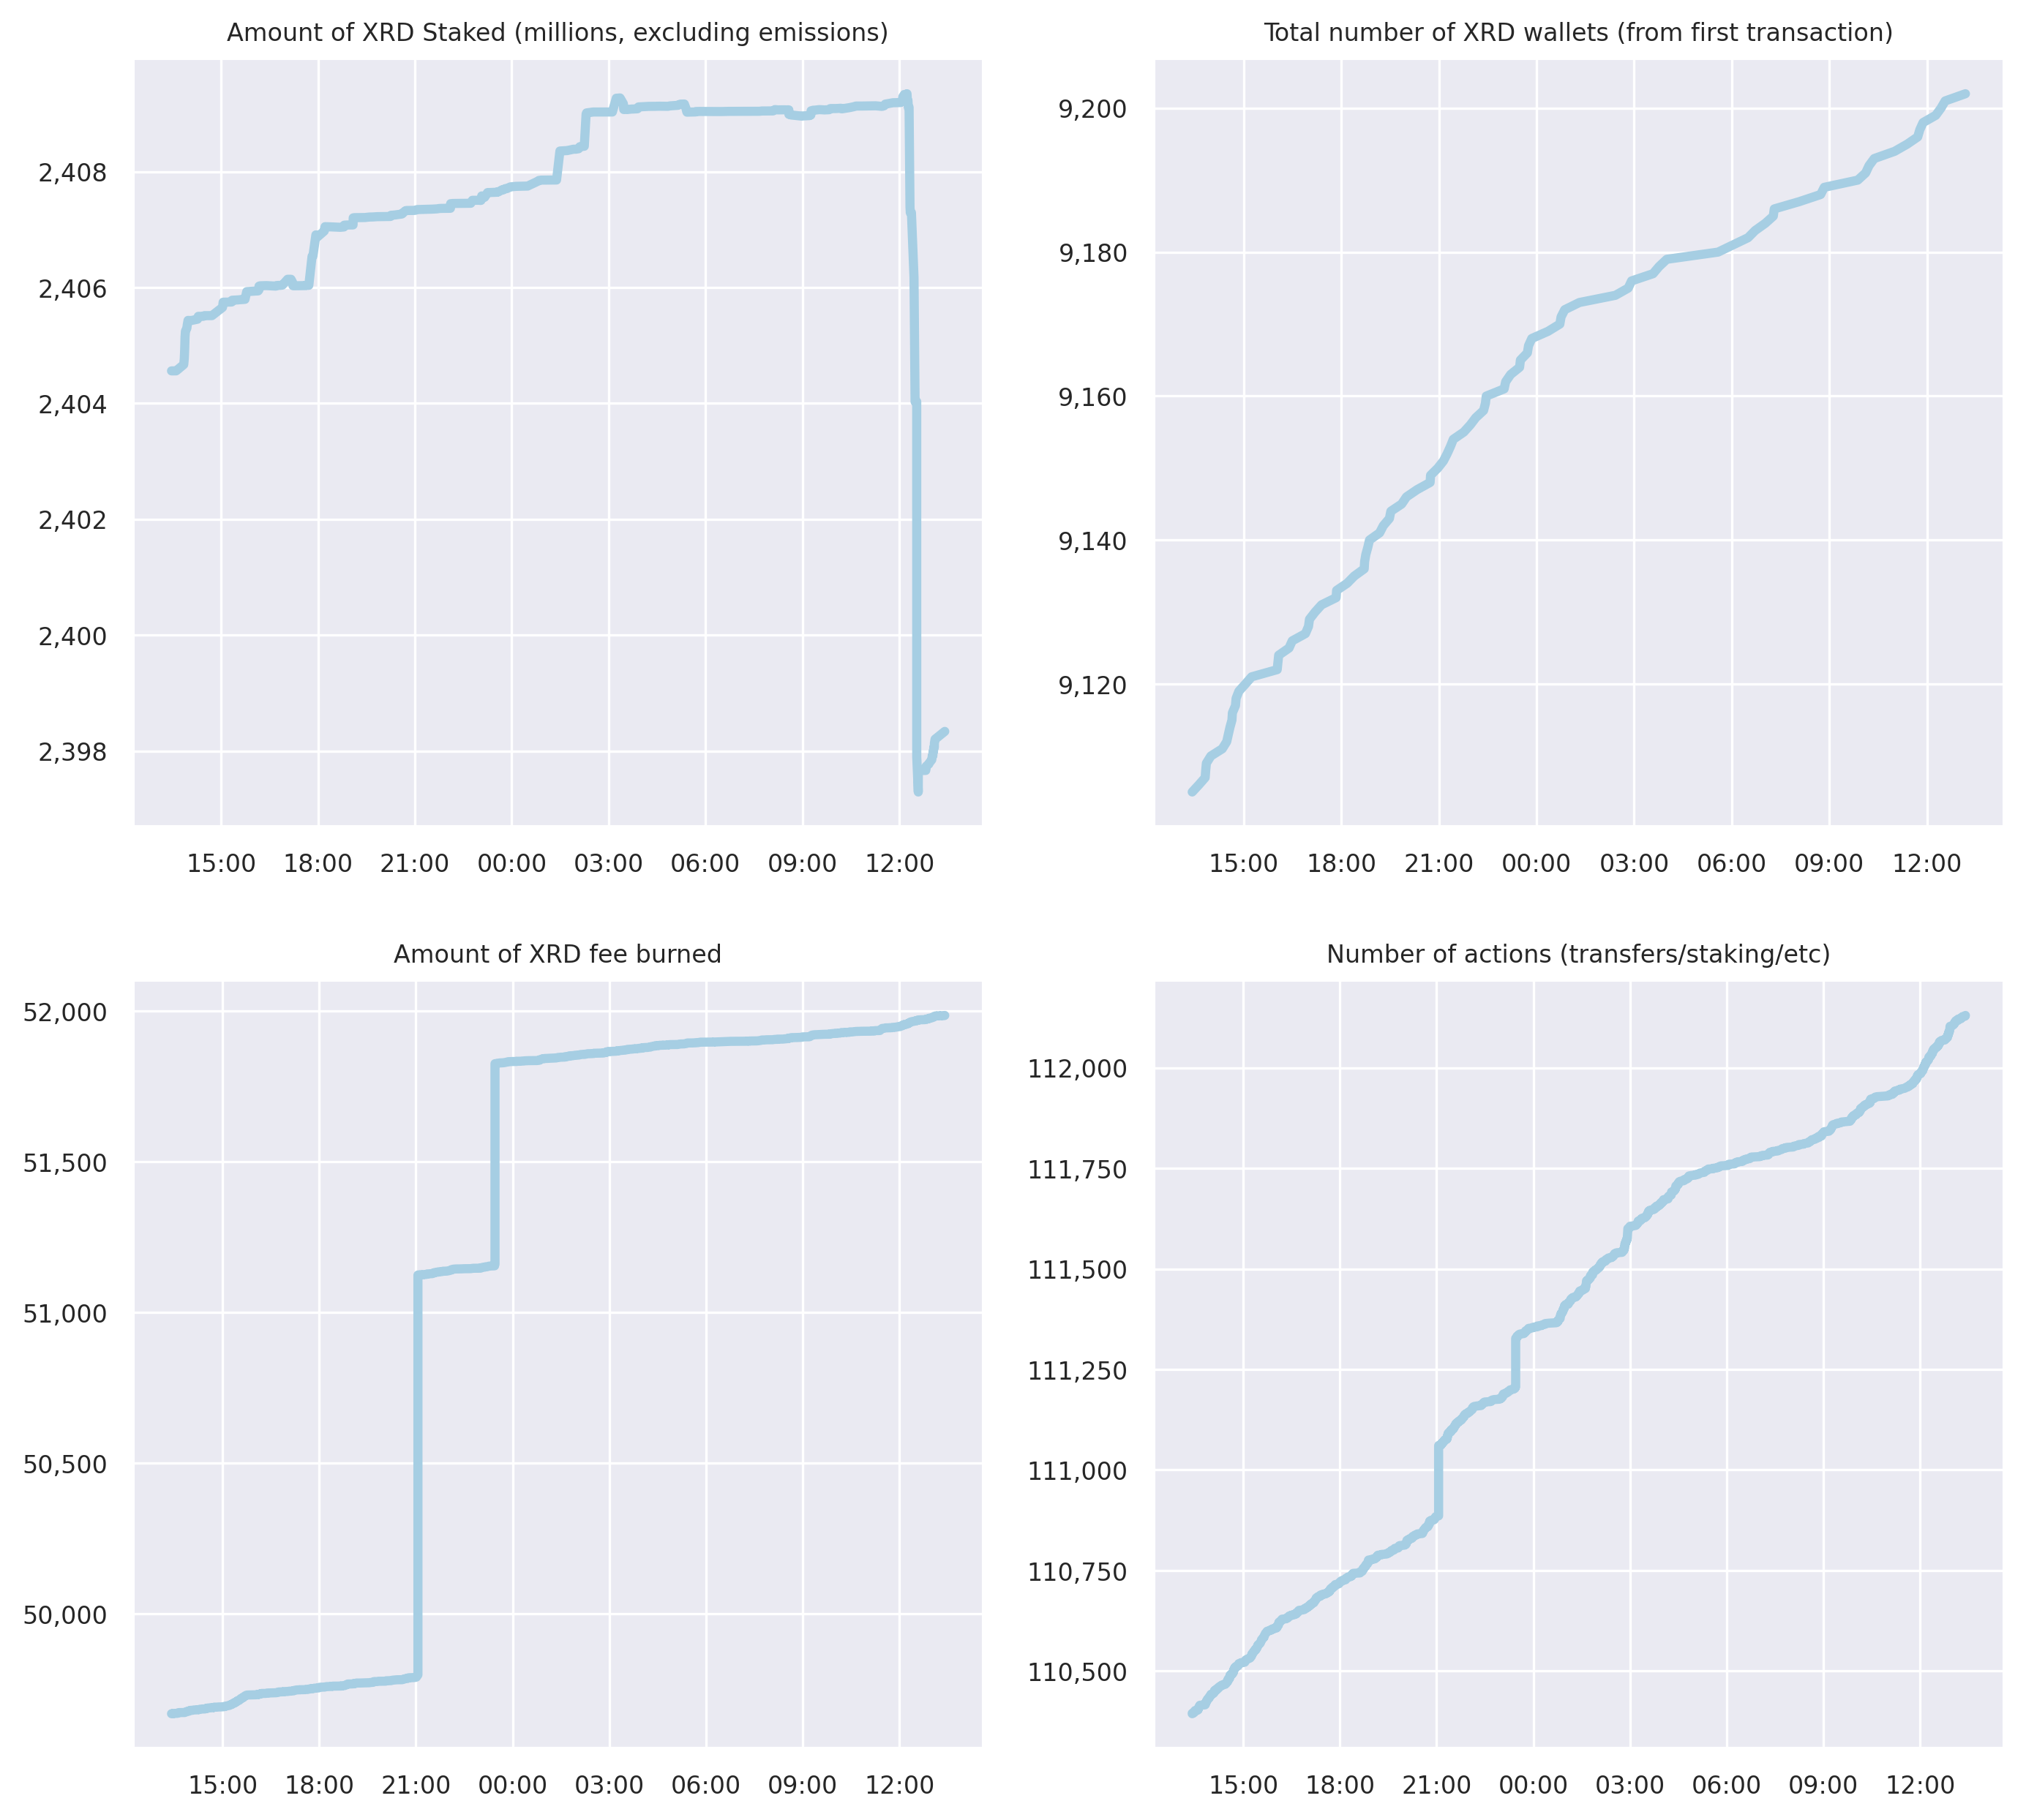 Amount of XRD Staked (millions, excluding emissions)
2,408
2,406
2,404
2,402
2,400
2,398
15:00 18:00 21:00 00:00 03:00 06:00 09:00 12:00
Total number of XRD wallets (from first transaction)
9,200
9,180
9,160
9,140
9,120
15:00 18:00 21:00 00:00 03:00 06:00 09:00 12:00
Amount of XRD fee burned
52,000
51,500
51,000
50,500
50,000
15:00 18:00 21:00 00:00 03:00 06:00 09:00 12:00
Number of actions (transfers/staking/etc)
112,000
111,750
111,500
111,250
111,000
110,750
110,500
15:00 18:00 21:00 00:00 03:00 06:00 09:00 12:00